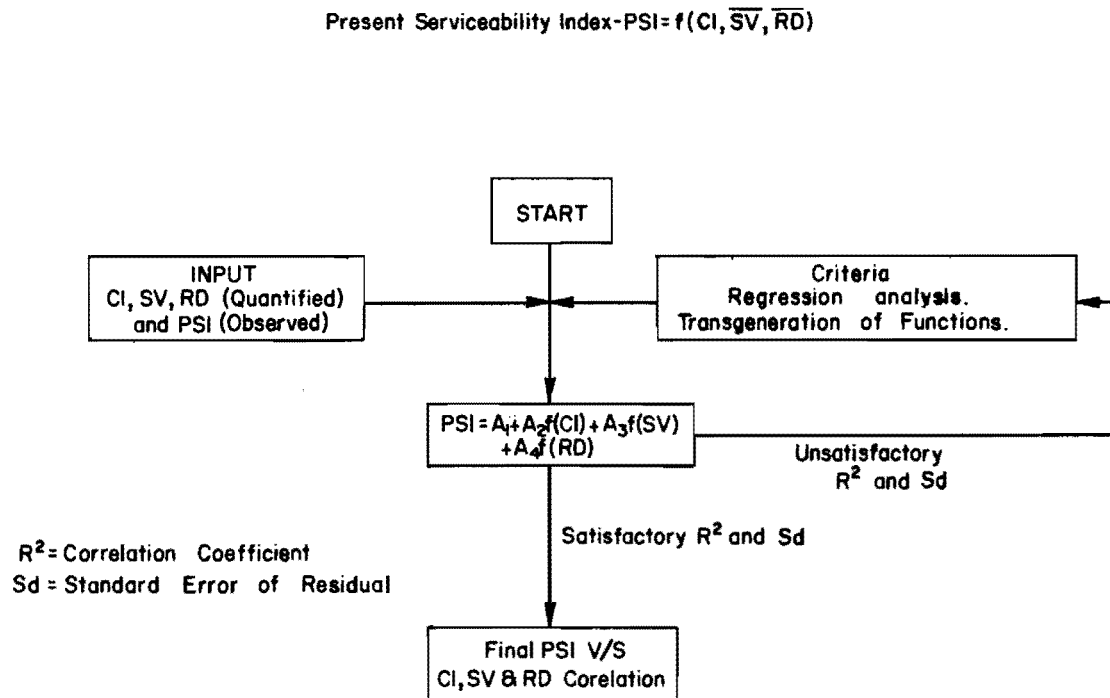 Present Serviceability Index-PSI = f(CI, S̅V̅, R̅D̅)
START
INPUT
CI, SV, RD (Quantified)
and PSI (Observed)
Criteria
Regression analysis.
Transgeneration of Functions.
PSI = A₁+A₂f(CI)+A₃f(SV)
+A₄f(RD)
Unsatisfactory
R² and Sd
Satisfactory R² and Sd
R² = Correlation Coefficient
Sd = Standard Error of Residual
Final PSI V/S
CI, SV & RD Corelation